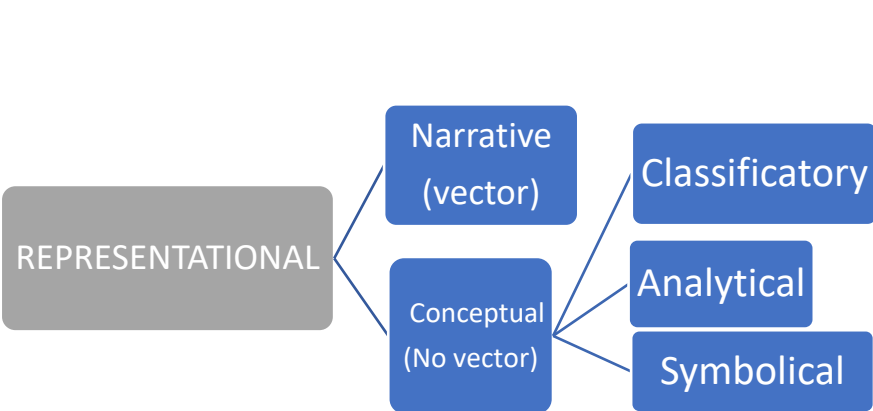 REPRESENTATIONAL
Narrative
(vector)
Conceptual
(No vector)
Classificatory
Analytical
Symbolical